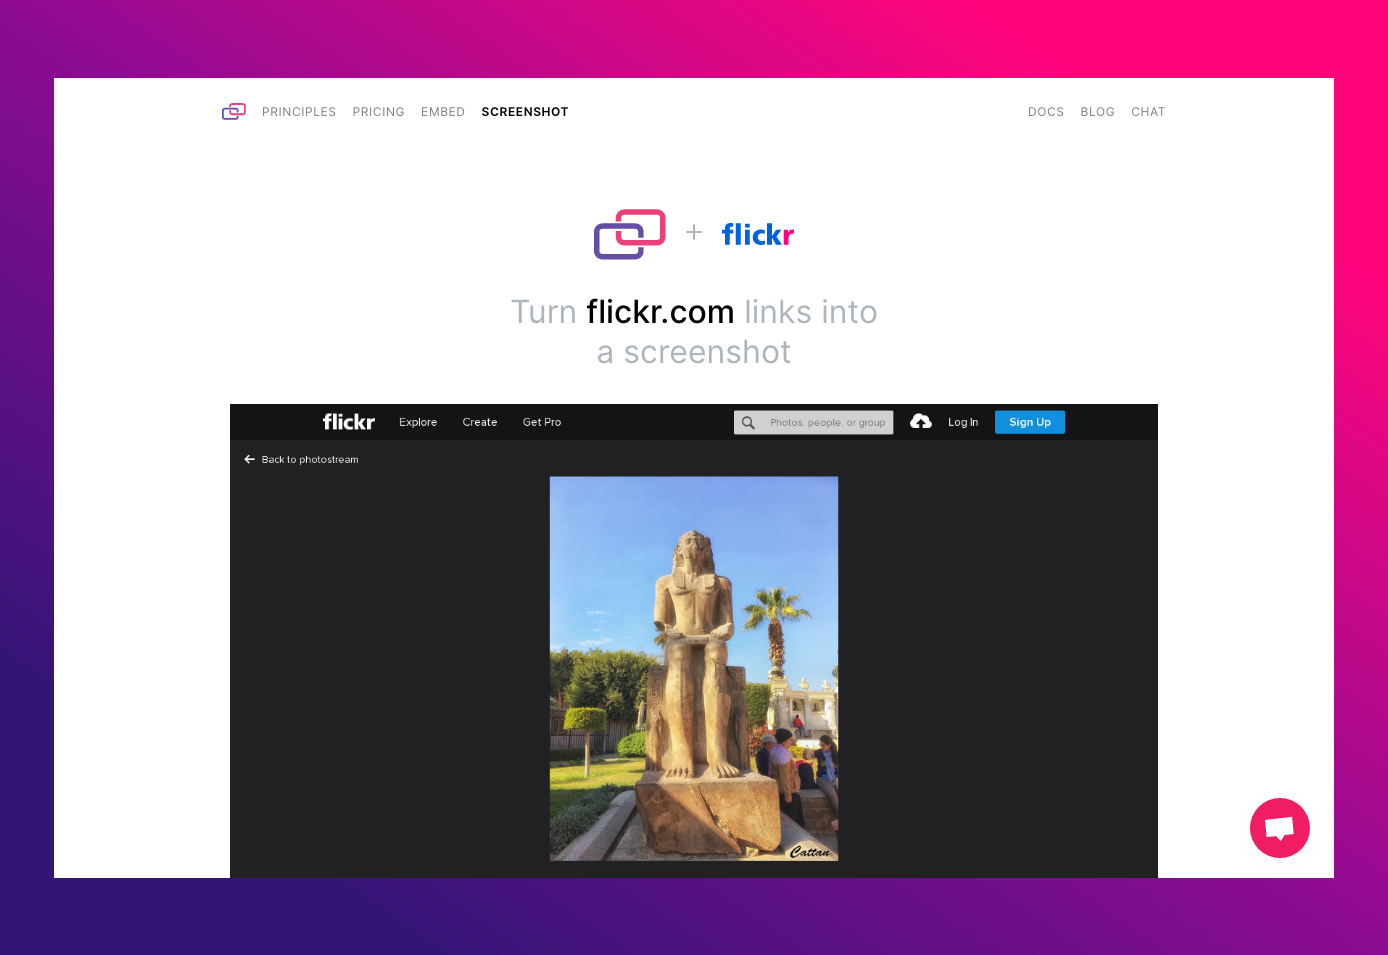 PRINCIPLES PRICING EMBED SCREENSHOT DOCS BLOG CHAT
+ flickr
Turn flickr.com links into
a screenshot
flickr Explore Create Get Pro Photos, people, or group Log In Sign Up
Back to photostream
Cattan